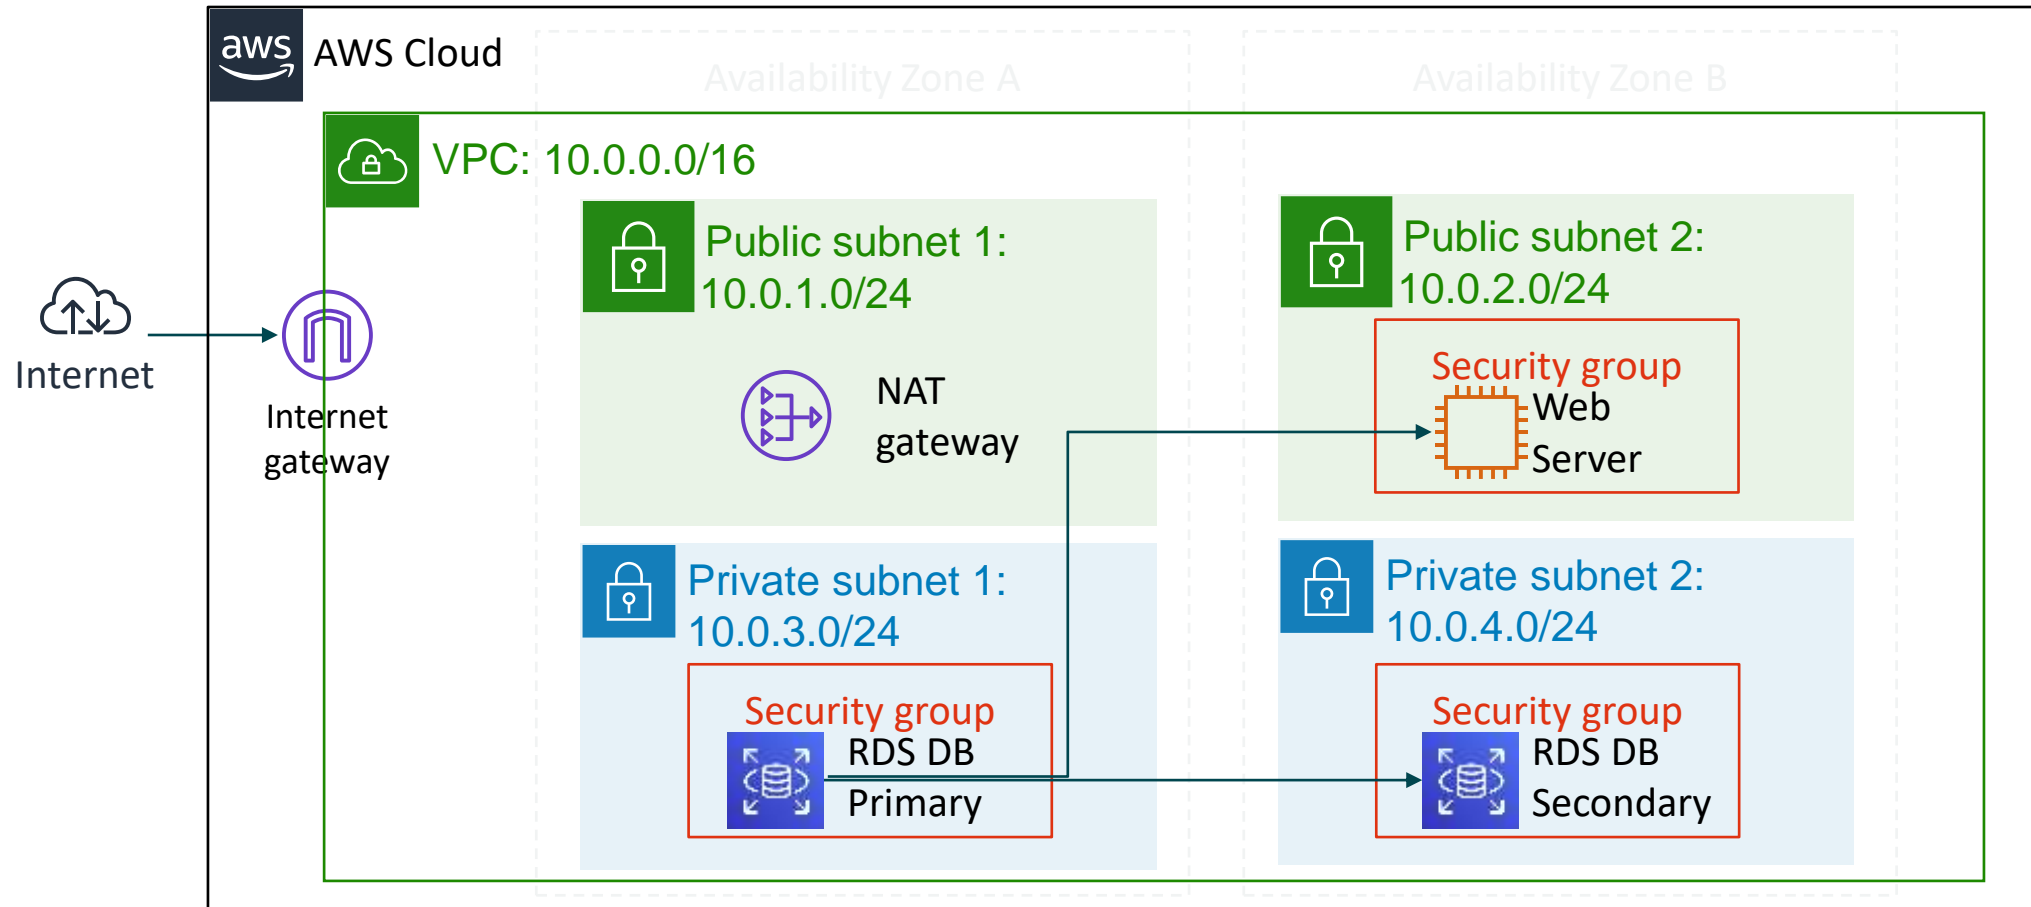 aws
AWS Cloud
Availability Zone A
Availability Zone B
VPC: 10.0.0.0/16
Public subnet 1:
10.0.1.0/24
Public subnet 2:
10.0.2.0/24
Internet
Internet
gateway
NAT
gateway
Security group
Web
Server
Private subnet 1:
10.0.3.0/24
Private subnet 2:
10.0.4.0/24
Security group
RDS DB
Primary
Security group
RDS DB
Secondary